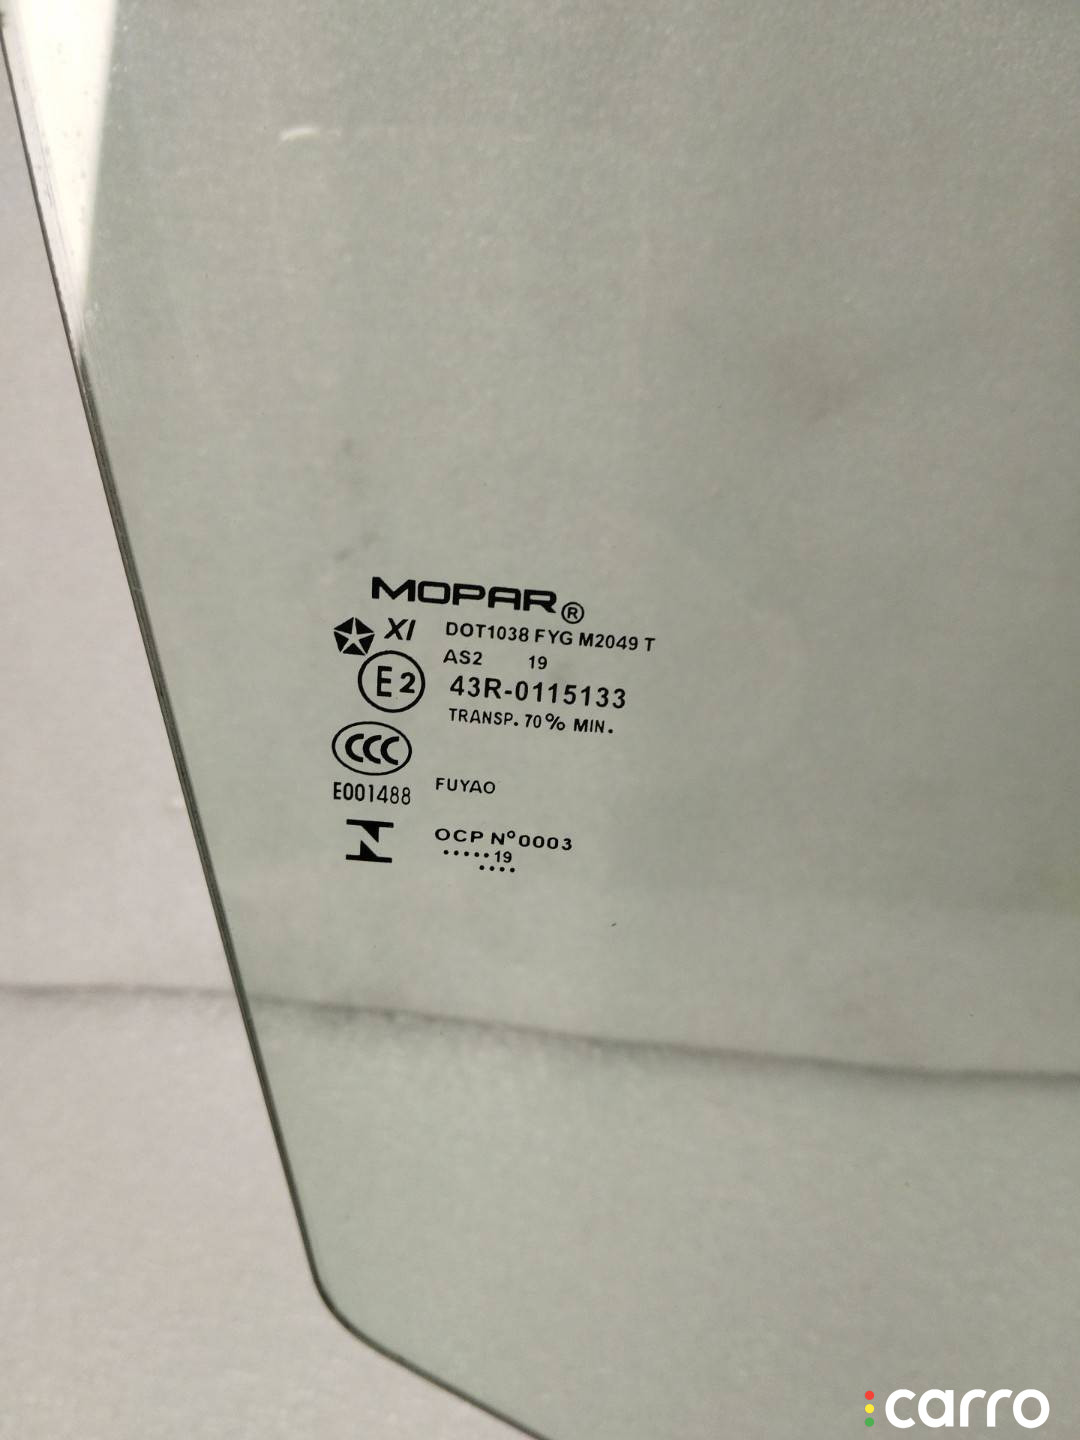 MOPAR®
XI DOT1038 FYG M2049 T
AS2 19
E2 43R-0115133
TRANSP. 70% MIN.
CCC
E001488 FUYAO
OCP Nº0003
•••••19
••••
carro